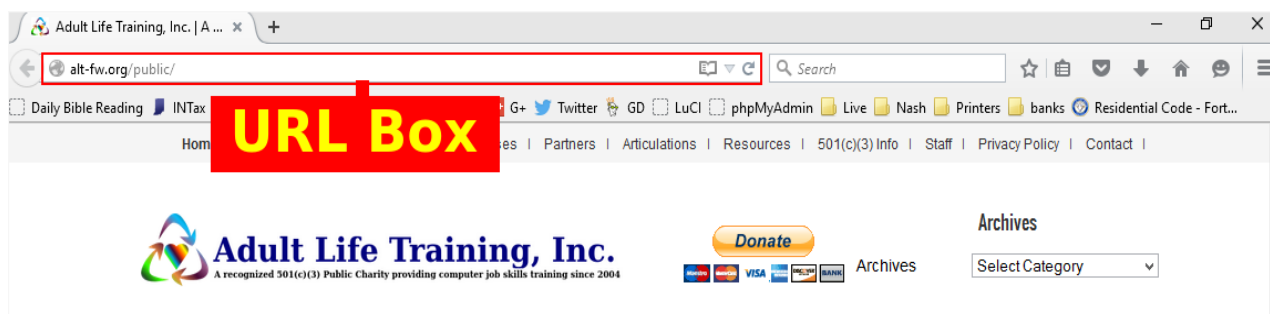 Adult Life Training, Inc. | A ...
alt-fw.org/public/ Search
Daily Bible Reading INTax G+ Twitter GD LuCI phpMyAdmin Live Nash Printers banks Residential Code - Fort...
URL Box
Hom es | Partners | Articulations | Resources | 501(c)(3) Info | Staff | Privacy Policy | Contact |
Archives
Adult Life Training, Inc.
A recognized 501(c)(3) Public Charity providing computer job skills training since 2004
Donate
VISA BANK
Archives
Select Category